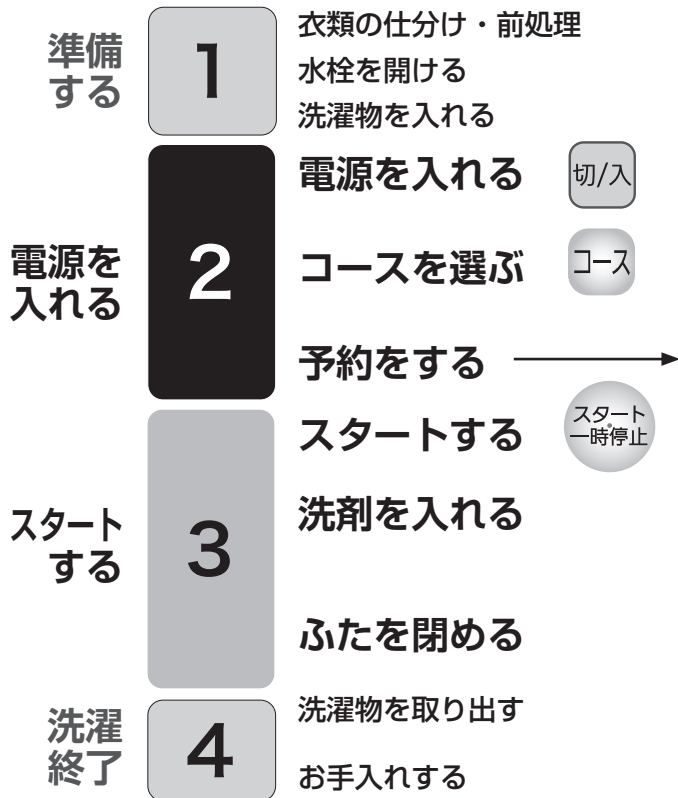 準備
する
1
衣類の仕分け・前処理
水栓を開ける
洗濯物を入れる
電源を
入れる
2
電源を入れる
切/入
コースを選ぶ
コース
予約をする
スタート
する
3
スタートする
スタート
一時停止
洗剤を入れる
ふたを閉める
洗濯
終了
4
洗濯物を取り出す
お手入れする